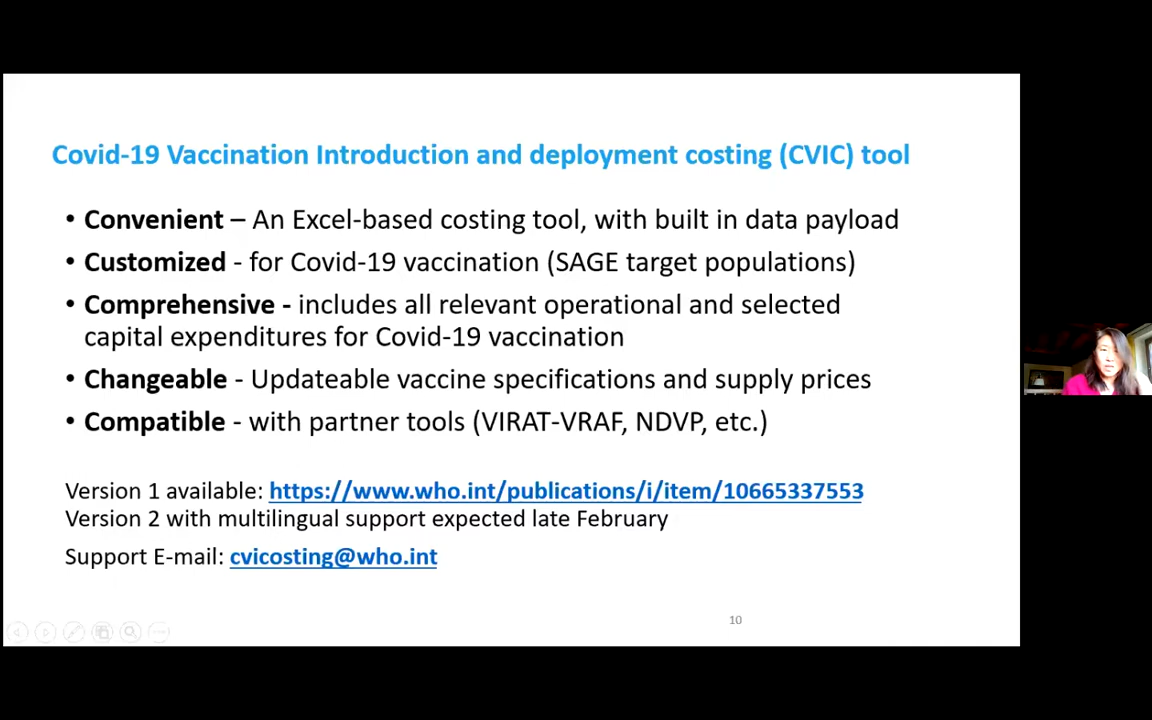 Covid-19 Vaccination Introduction and deployment costing (CVIC) tool
• Convenient – An Excel-based costing tool, with built in data payload
• Customized - for Covid-19 vaccination (SAGE target populations)
• Comprehensive - includes all relevant operational and selected
capital expenditures for Covid-19 vaccination
• Changeable - Updateable vaccine specifications and supply prices
• Compatible - with partner tools (VIRAT-VRAF, NDVP, etc.)
Version 1 available: https://www.who.int/publications/i/item/10665337553
Version 2 with multilingual support expected late February
Support E-mail: cvicosting@who.int
10